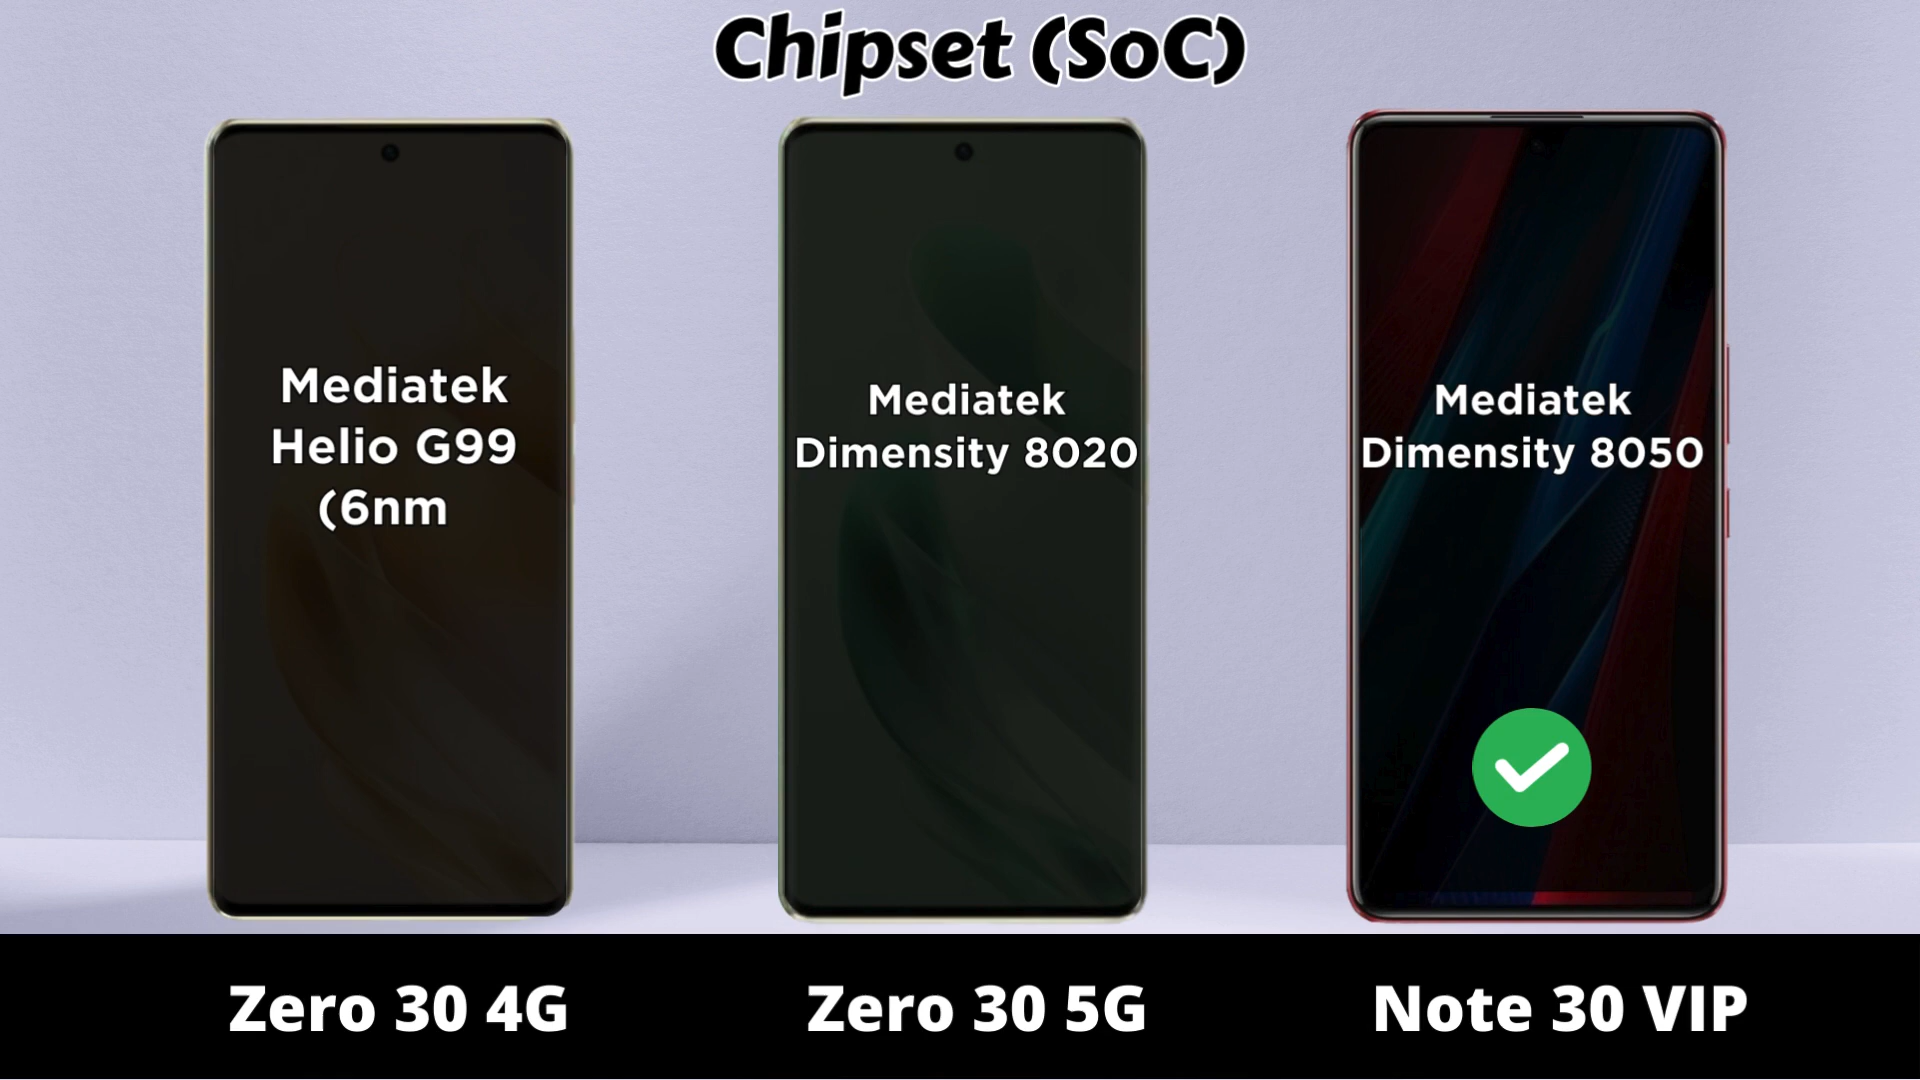 Chipset (SoC)
Mediatek
Helio G99
(6nm
Mediatek
Dimensity 8020
Mediatek
Dimensity 8050
Zero 30 4G
Zero 30 5G
Note 30 VIP